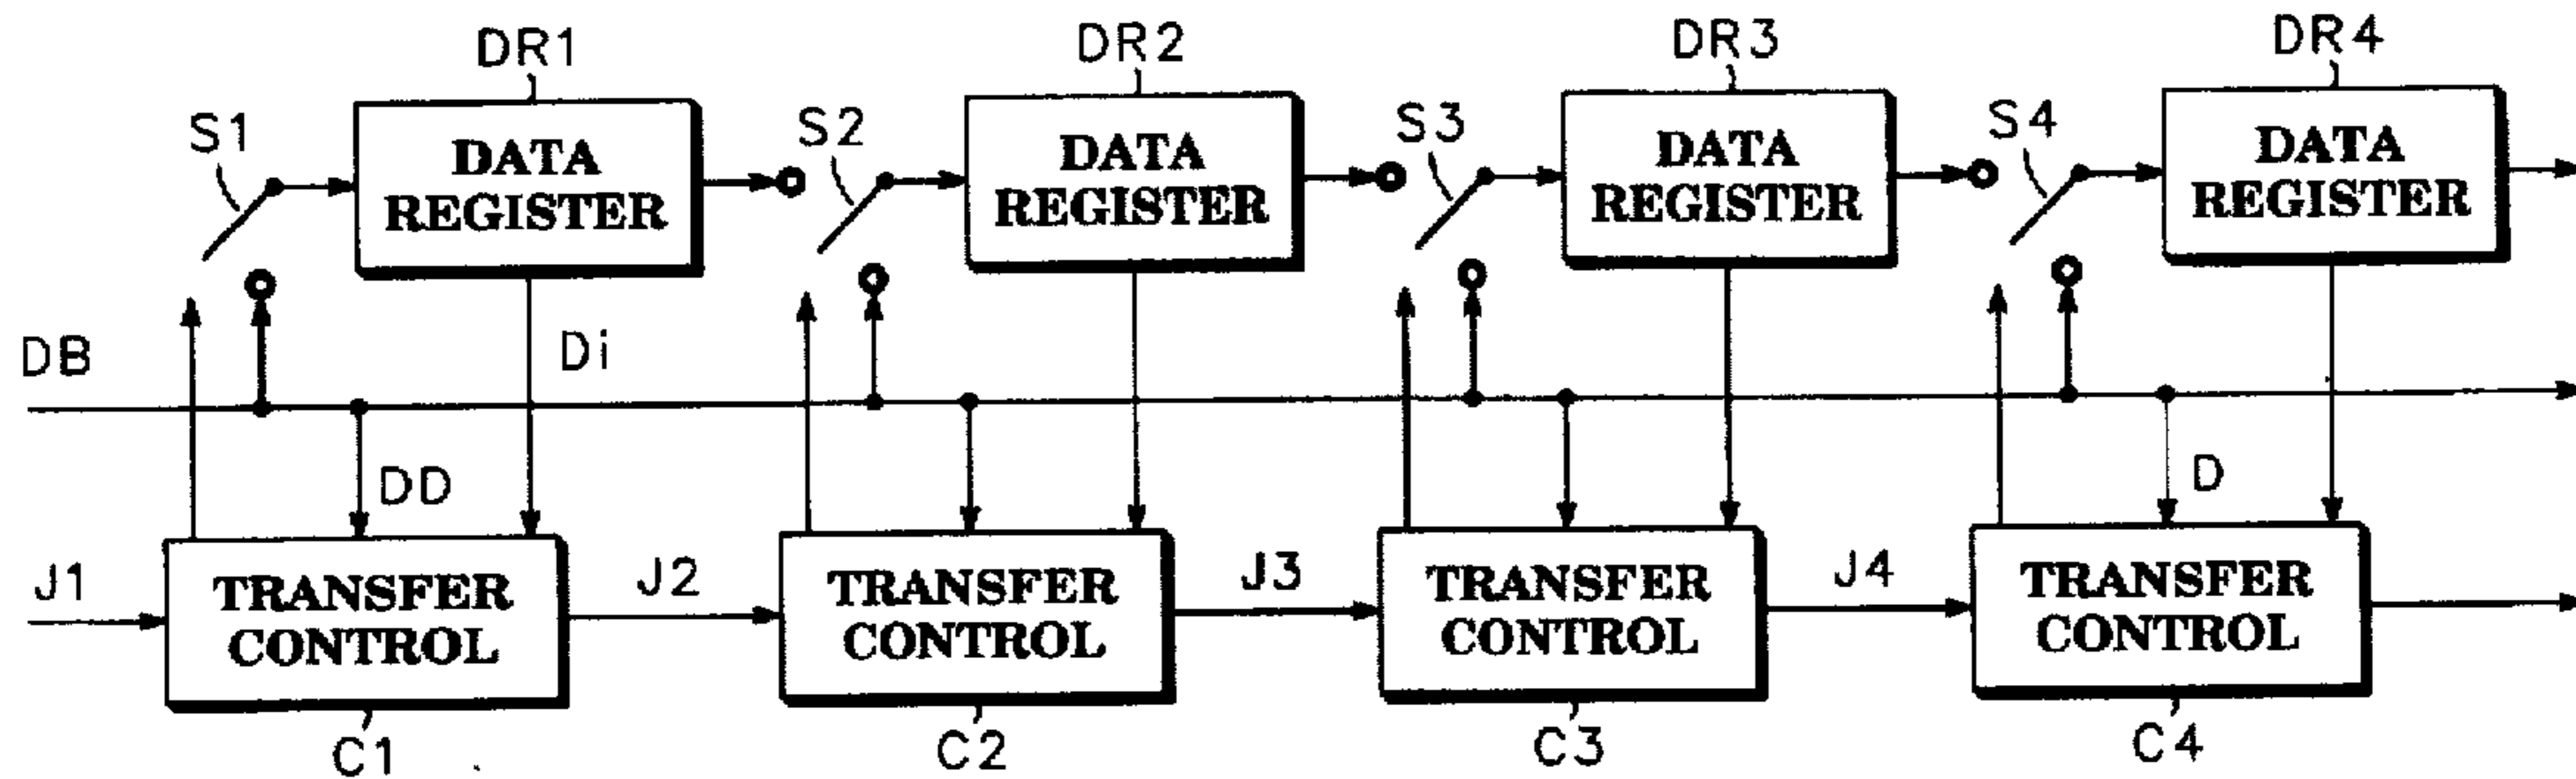 DR1
DR2
DR3
DR4
S1
S2
S3
S4
DATA
REGISTER
DATA
REGISTER
DATA
REGISTER
DATA
REGISTER
DB
Di
DD
D
J1
J2
J3
J4
TRANSFER
CONTROL
TRANSFER
CONTROL
TRANSFER
CONTROL
TRANSFER
CONTROL
C1
C2
C3
C4